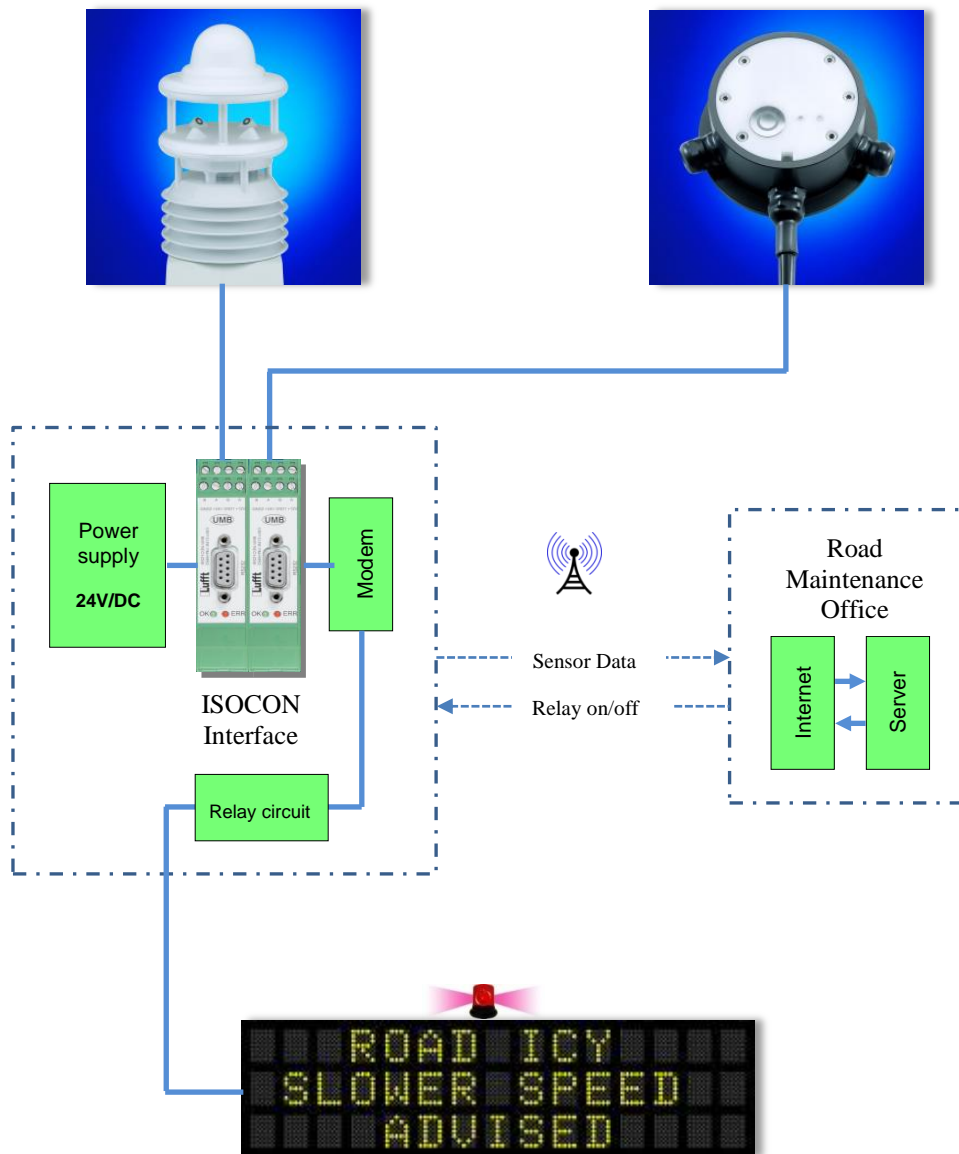 UMB
UMB
Lufft
Lufft
OK
ERR
OK
ERR
Power
supply
24V/DC
Modem
ISOCON
Interface
Relay circuit
Sensor Data
Relay on/off
Road
Maintenance
Office
Internet
Server
ROAD ICY
SLOWER SPEED
ADVISED